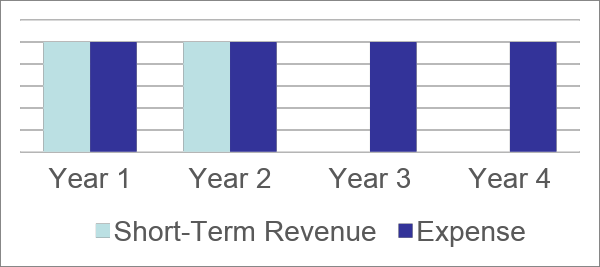 Year 1 Year 2 Year 3 Year 4
Short-Term Revenue Expense